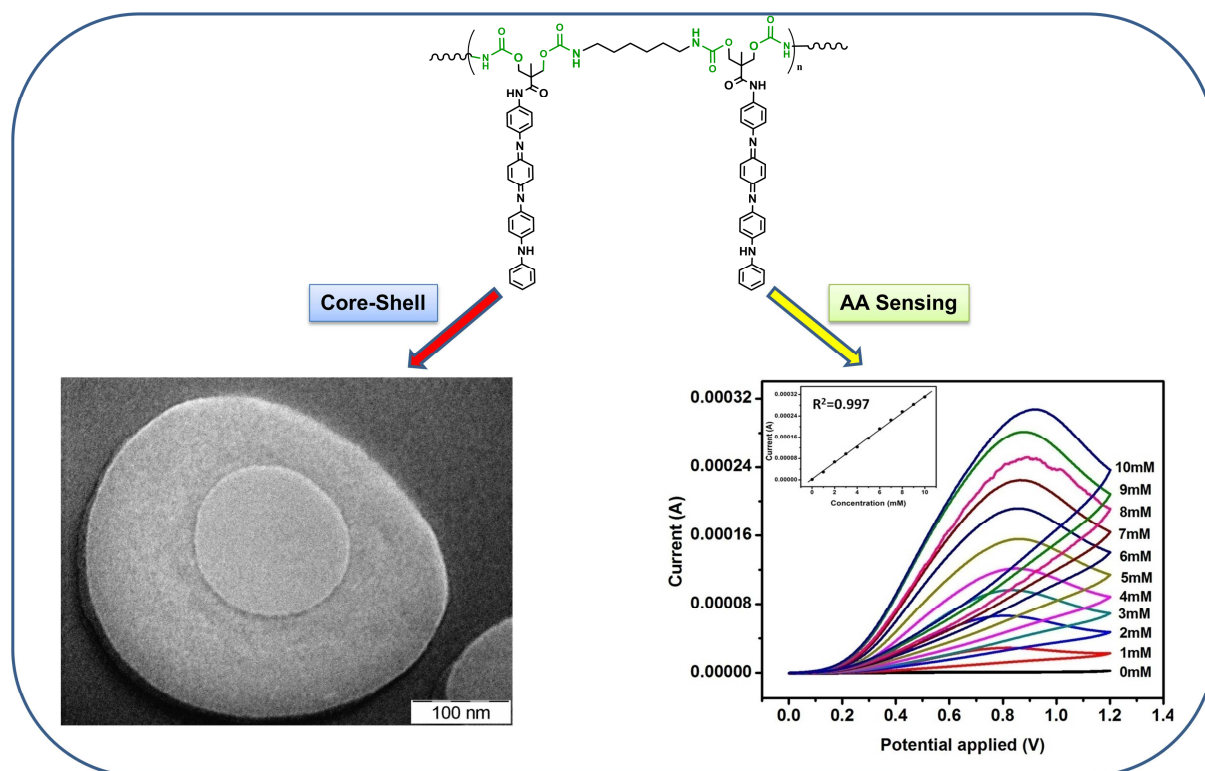 O
O
O
O
NH
O
O
N
H
H
N
O
O
O
O
NH
n
HN
O
O
NH
N
N
N
N
NH
HN
Core-Shell
AA Sensing
100 nm
0.00032
0.00024
0.00016
0.00008
0.00000
Current (A)
0.0 0.2 0.4 0.6 0.8 1.0 1.2 1.4
Potential applied (V)
R²=0.997
0.00032
0.00024
0.00016
0.00008
0.00000
Current (A)
0 2 4 6 8 10
Concentration (mM)
10mM
9mM
8mM
7mM
6mM
5mM
4mM
3mM
2mM
1mM
0mM